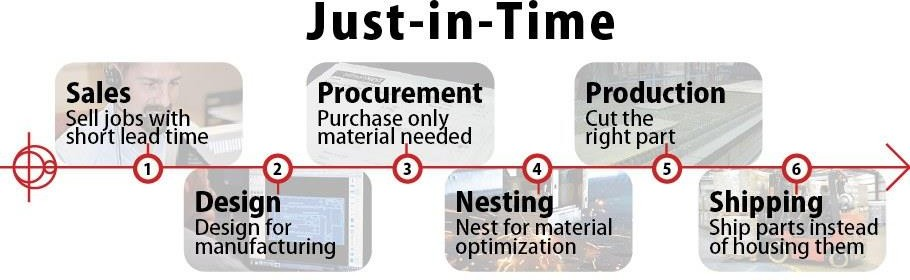 Just-in-Time
Sales
Sell jobs with
short lead time
1
2
Design
Design for
manufacturing
Procurement
Purchase only
material needed
3
4
Nesting
Nest for material
optimization
Production
Cut the
right part
5
6
Shipping
Ship parts instead
of housing them